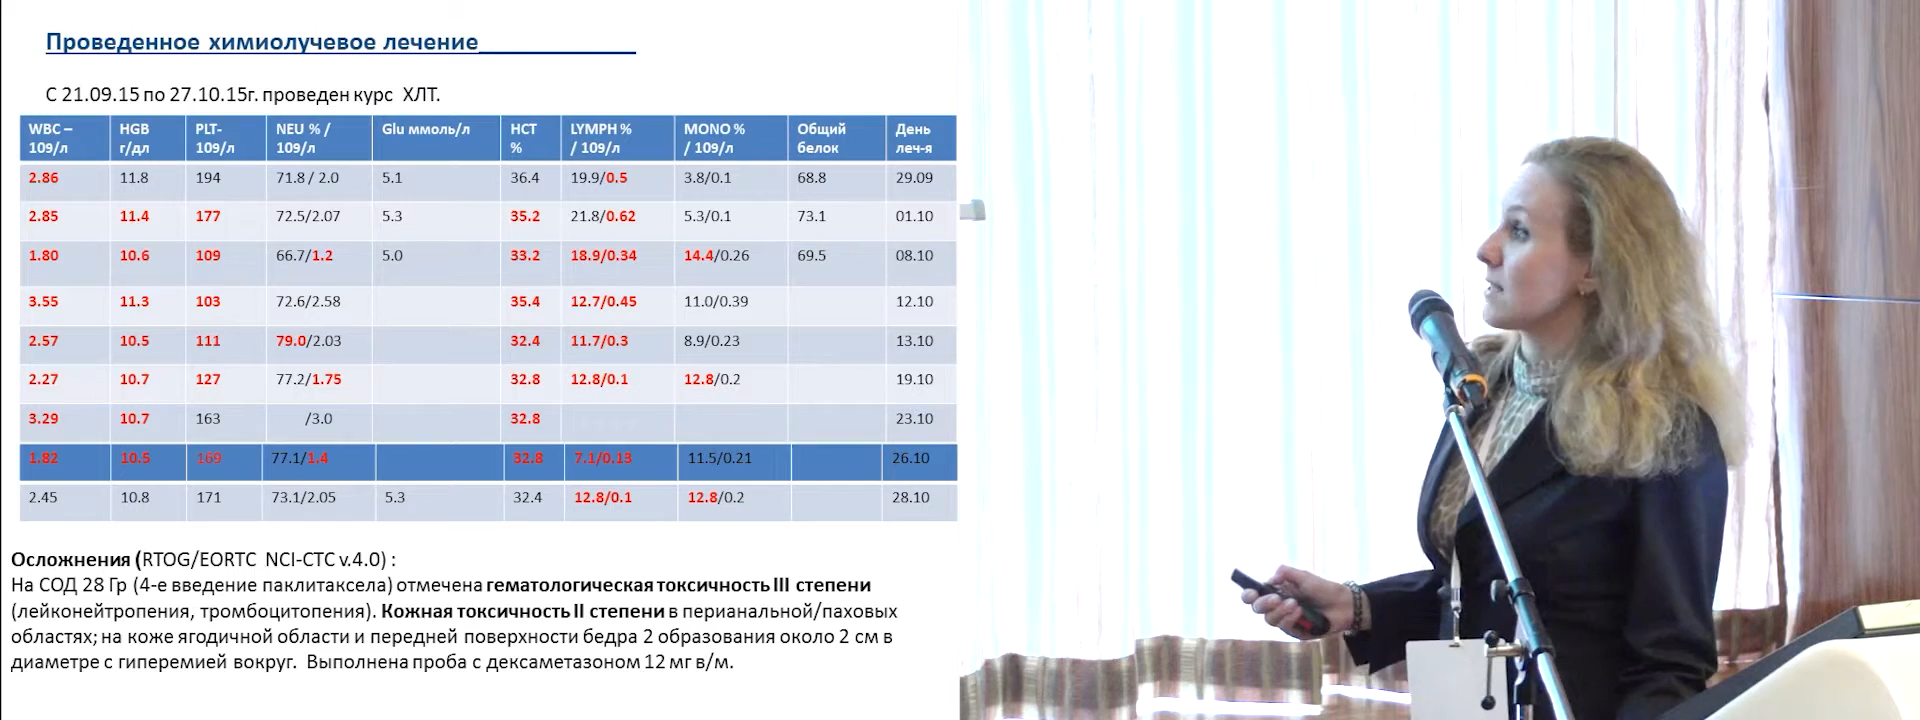 Проведенное химиолучевое лечение____________
С 21.09.15 по 27.10.15г. проведен курс ХЛТ.
WBC – 109/л HGB г/дл PLT- 109/л NEU % / 109/л Glu ммоль/л HCT % LYMPH % / 109/л MONO % / 109/л Общий белок День леч-я
2.86 11.8 194 71.8 / 2.0 5.1 36.4 19.9/0.5 3.8/0.1 68.8 29.09
2.85 11.4 177 72.5/2.07 5.3 35.2 21.8/0.62 5.3/0.1 73.1 01.10
1.80 10.6 109 66.7/1.2 5.0 33.2 18.9/0.34 14.4/0.26 69.5 08.10
3.55 11.3 103 72.6/2.58 35.4 12.7/0.45 11.0/0.39 12.10
2.57 10.5 111 79.0/2.03 32.4 11.7/0.3 8.9/0.23 13.10
2.27 10.7 127 77.2/1.75 32.8 12.8/0.1 12.8/0.2 19.10
3.29 10.7 163 /3.0 32.8 23.10
1.82 10.5 169 77.1/1.4 32.8 7.1/0.13 11.5/0.21 26.10
2.45 10.8 171 73.1/2.05 5.3 32.4 12.8/0.1 12.8/0.2 28.10
Осложнения (RTOG/EORTC NCI-CTC v.4.0) :
На СОД 28 Гр (4-е введение паклитаксела) отмечена гематологическая токсичность III степени
(лейконейтропения, тромбоцитопения). Кожная токсичность II степени в перианальной/паховых
областях; на коже ягодичной области и передней поверхности бедра 2 образования около 2 см в
диаметре с гиперемией вокруг. Выполнена проба с дексаметазоном 12 мг в/м.